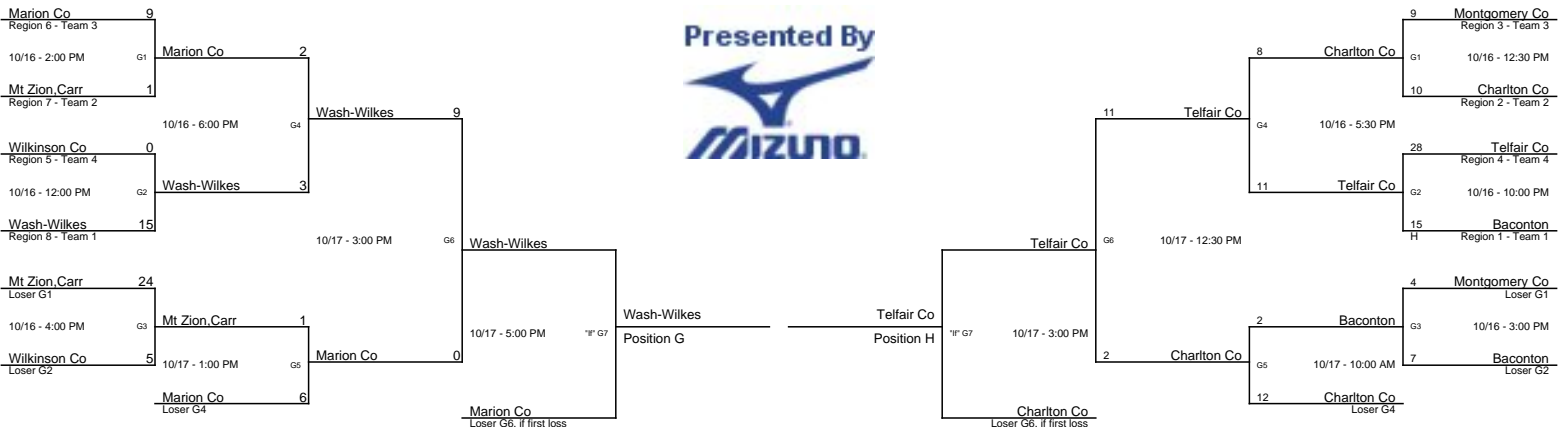 Marion Co 9
Region 6 - Team 3
10/16 - 2:00 PM G1
Mt Zion,Carr 1
Region 7 - Team 2
Marion Co 2
10/16 - 6:00 PM G4
Wilkinson Co 0
Region 5 - Team 4
10/16 - 12:00 PM G2
Wash-Wilkes 15
Region 8 - Team 1
Wash-Wilkes 3
Wash-Wilkes 9
10/17 - 3:00 PM G6
Mt Zion,Carr 24
Loser G1
10/16 - 4:00 PM G3
Wilkinson Co 5
Loser G2
Mt Zion,Carr 1
10/17 - 1:00 PM G5
Marion Co 6
Loser G4
Marion Co 0
Wash-Wilkes
10/17 - 5:00 PM "If" G7
Marion Co
Loser G6, if first loss
Wash-Wilkes
Position G
Presented By
MIZUNO
Telfair Co
Position H
Telfair Co
"If" G7 10/17 - 3:00 PM
Charlton Co
Loser G6, if first loss
11 Telfair Co
G6 10/17 - 12:30 PM
2 Charlton Co
8 Charlton Co
G4 10/16 - 5:30 PM
11 Telfair Co
9 Montgomery Co
Region 3 - Team 3
G1 10/16 - 12:30 PM
10 Charlton Co
Region 2 - Team 2
28 Telfair Co
Region 4 - Team 4
G2 10/16 - 10:00 PM
15 Baconton
H Region 1 - Team 1
2 Baconton
G5 10/17 - 10:00 AM
12 Charlton Co
Loser G4
4 Montgomery Co
Loser G1
G3 10/16 - 3:00 PM
7 Baconton
Loser G2